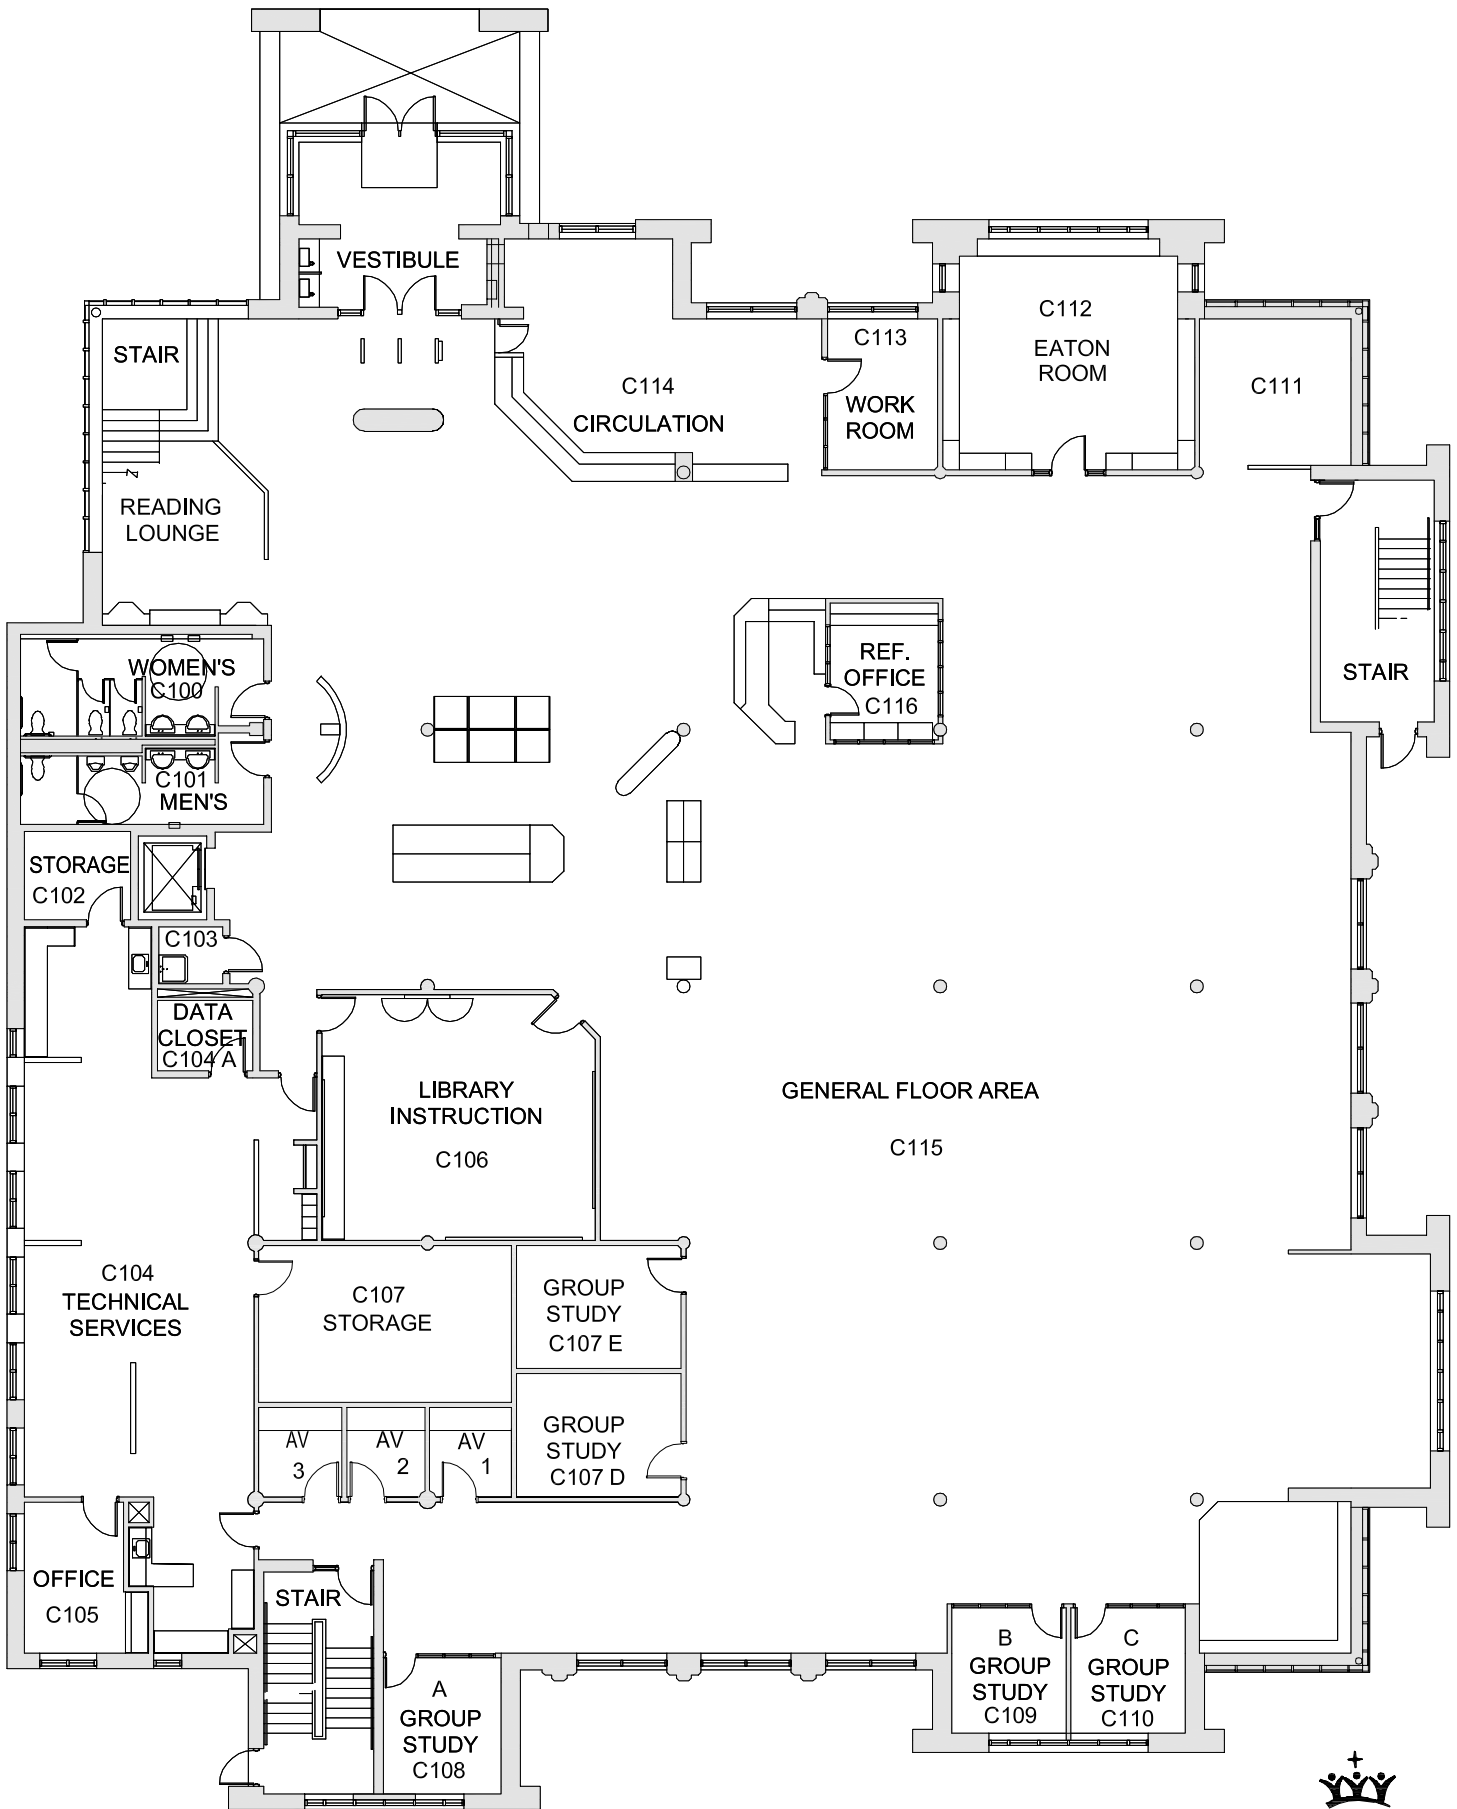 VESTIBULE
STAIR
C114
CIRCULATION
C113
WORK
ROOM
C112
EATON
ROOM
C111
READING
LOUNGE
WOMEN'S
C100
C101
MEN'S
REF.
OFFICE
C116
STAIR
STORAGE
C102
C103
DATA
CLOSET
C104 A
LIBRARY
INSTRUCTION
C106
GENERAL FLOOR AREA
C115
C104
TECHNICAL
SERVICES
C107
STORAGE
GROUP
STUDY
C107 E
GROUP
STUDY
C107 D
AV
3
AV
2
AV
1
OFFICE
C105
STAIR
A
GROUP
STUDY
C108
B
GROUP
STUDY
C109
C
GROUP
STUDY
C110